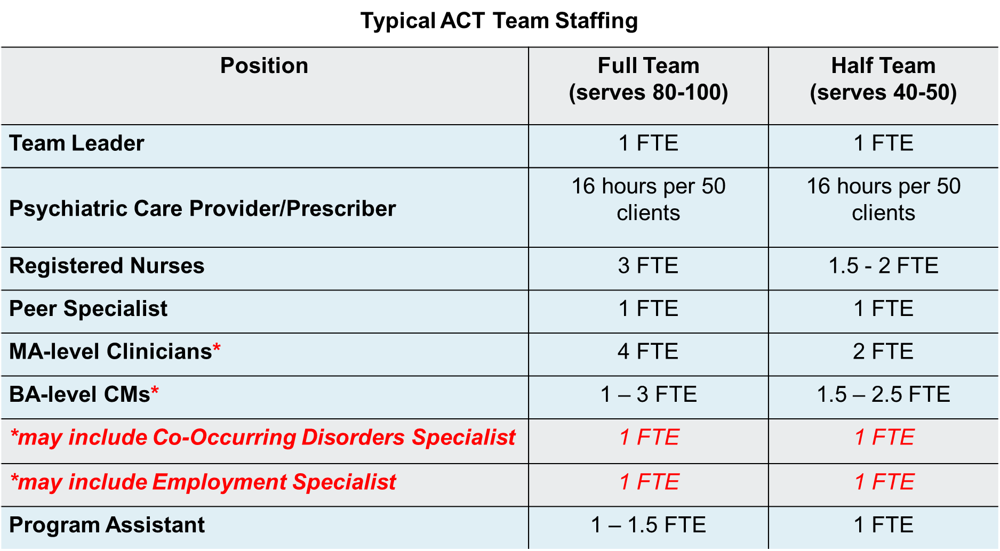 Typical ACT Team Staffing
Position
Full Team
(serves 80-100)
Half Team
(serves 40-50)
Team Leader
1 FTE
1 FTE
Psychiatric Care Provider/Prescriber
16 hours per 50
clients
16 hours per 50
clients
Registered Nurses
3 FTE
1.5 - 2 FTE
Peer Specialist
1 FTE
1 FTE
MA-level Clinicians*
4 FTE
2 FTE
BA-level CMs*
1 – 3 FTE
1.5 – 2.5 FTE
*may include Co-Occurring Disorders Specialist
1 FTE
1 FTE
*may include Employment Specialist
1 FTE
1 FTE
Program Assistant
1 – 1.5 FTE
1 FTE